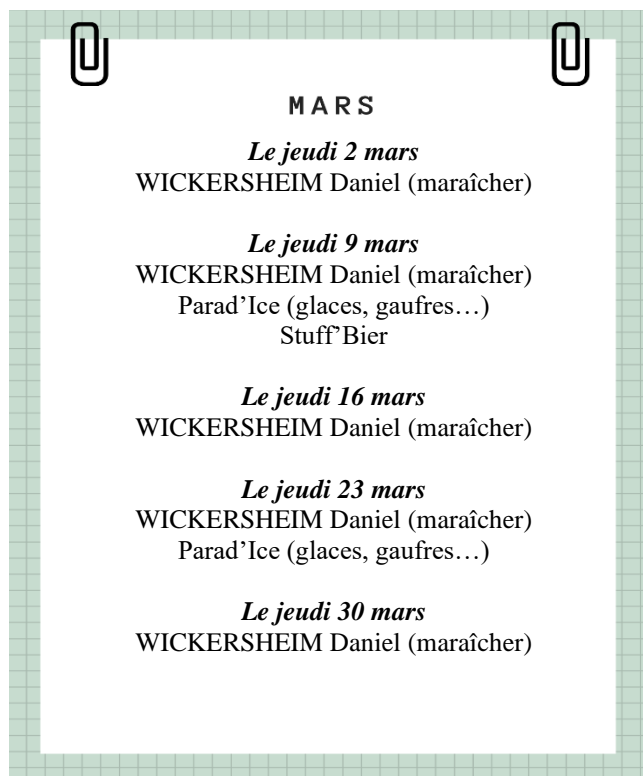 MARS
Le jeudi 2 mars
WICKERSHEIM Daniel (maraîcher)
Le jeudi 9 mars
WICKERSHEIM Daniel (maraîcher)
Parad’Ice (glaces, gaufres…)
Stuff’Bier
Le jeudi 16 mars
WICKERSHEIM Daniel (maraîcher)
Le jeudi 23 mars
WICKERSHEIM Daniel (maraîcher)
Parad’Ice (glaces, gaufres…)
Le jeudi 30 mars
WICKERSHEIM Daniel (maraîcher)